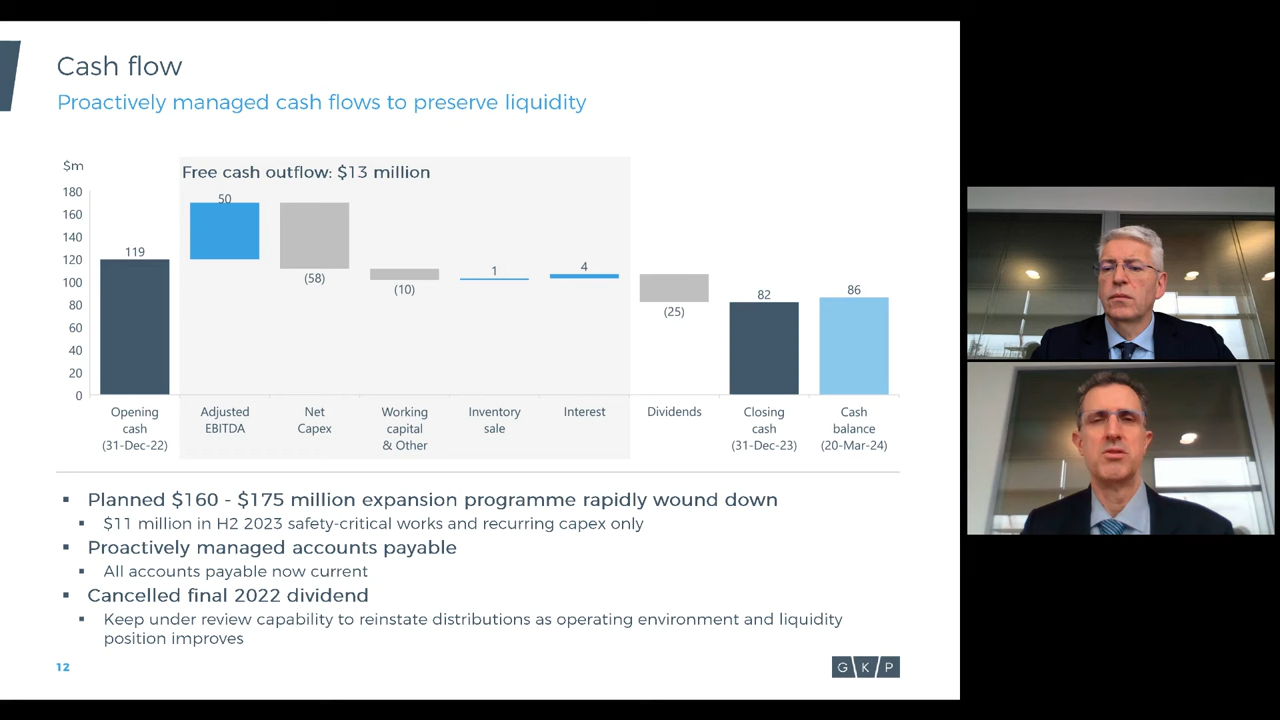 Cash flow
Proactively managed cash flows to preserve liquidity
$m
Free cash outflow: $13 million
180
160
140
120
100
80
60
40
20
0
119
50
(58)
(10)
1
4
(25)
82
86
Opening
cash
(31-Dec-22)
Adjusted
EBITDA
Net
Capex
Working
capital
& Other
Inventory
sale
Interest
Dividends
Closing
cash
(31-Dec-23)
Cash
balance
(20-Mar-24)
▪ Planned $160 - $175 million expansion programme rapidly wound down
▪ $11 million in H2 2023 safety-critical works and recurring capex only
▪ Proactively managed accounts payable
▪ All accounts payable now current
▪ Cancelled final 2022 dividend
▪ Keep under review capability to reinstate distributions as operating environment and liquidity
position improves
12
GKP